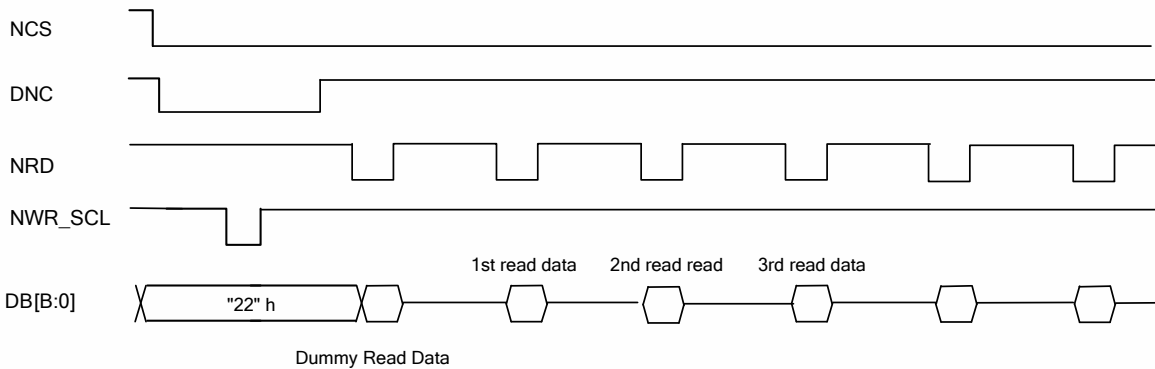 NCS
DNC
NRD
NWR_SCL
1st read data 2nd read read 3rd read data
DB[B:0] "22" h
Dummy Read Data